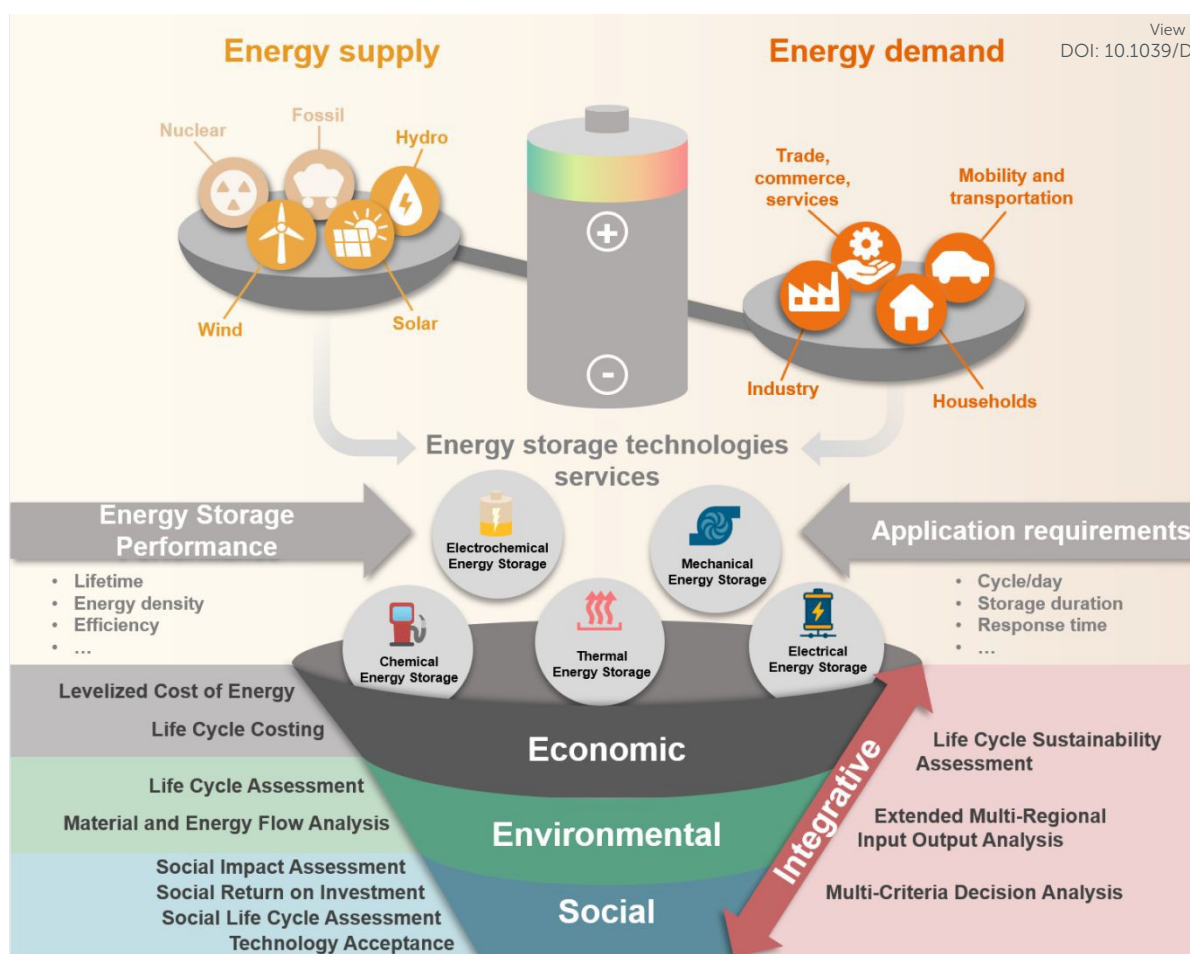 View
DOI: 10.1039/D
Energy supply
Energy demand
Nuclear
Fossil
Hydro
Wind
Solar
Trade,
commerce,
services
Mobility and
transportation
Industry
Households
+
-
Energy storage technologies
services
Energy Storage
Performance
• Lifetime
• Energy density
• Efficiency
• …
Application requirements
• Cycle/day
• Storage duration
• Response time
• …
Electrochemical
Energy Storage
Mechanical
Energy Storage
Chemical
Energy Storage
Thermal
Energy Storage
Electrical
Energy Storage
Levelized Cost of Energy
Life Cycle Costing
Economic
Life Cycle Assessment
Material and Energy Flow Analysis
Environmental
Social Impact Assessment
Social Return on Investment
Social Life Cycle Assessment
Technology Acceptance
Social
Integrative
Life Cycle Sustainability
Assessment
Extended Multi-Regional
Input Output Analysis
Multi-Criteria Decision Analysis